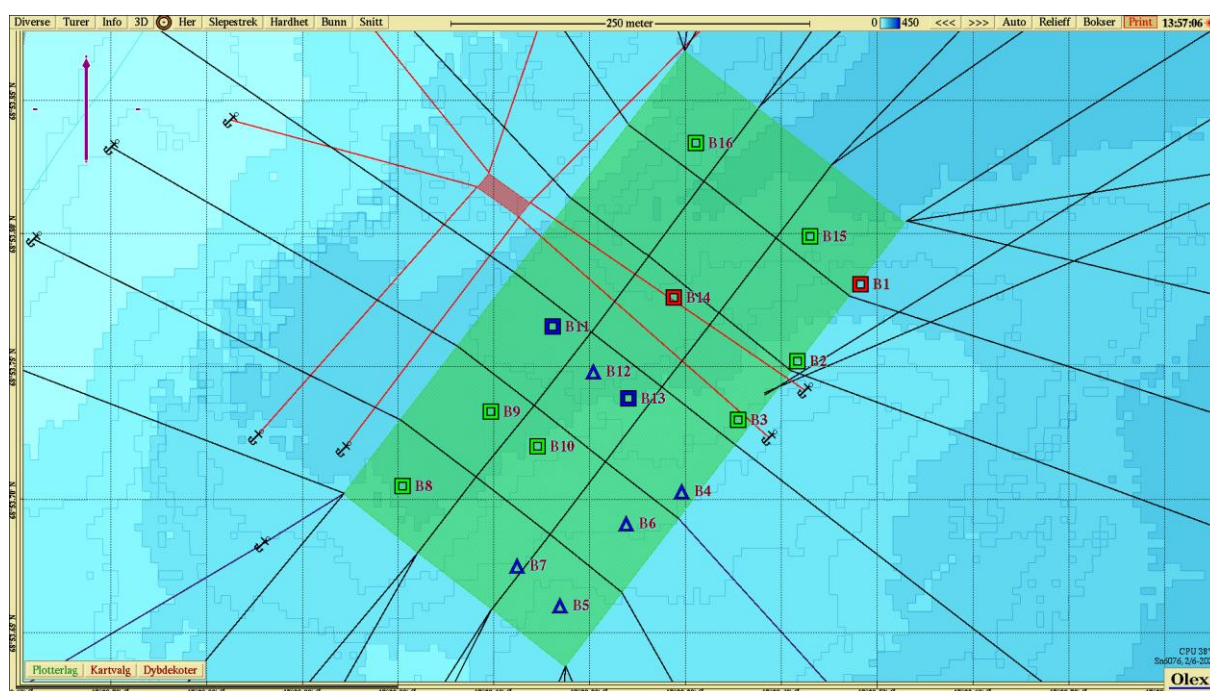 Diverse Turer Info 3D Her Slepestrek Hardhet Bunn Snitt 250 meter 0 450 <<< >>> Auto Relieff Bokser Print 13:57:06
B16
B15
B1
B14
B11
B2
B12
B13
B9
B3
B10
B8
B4
B6
B7
B5
Plotterlag Kartvalg Dybdekoter
Olex